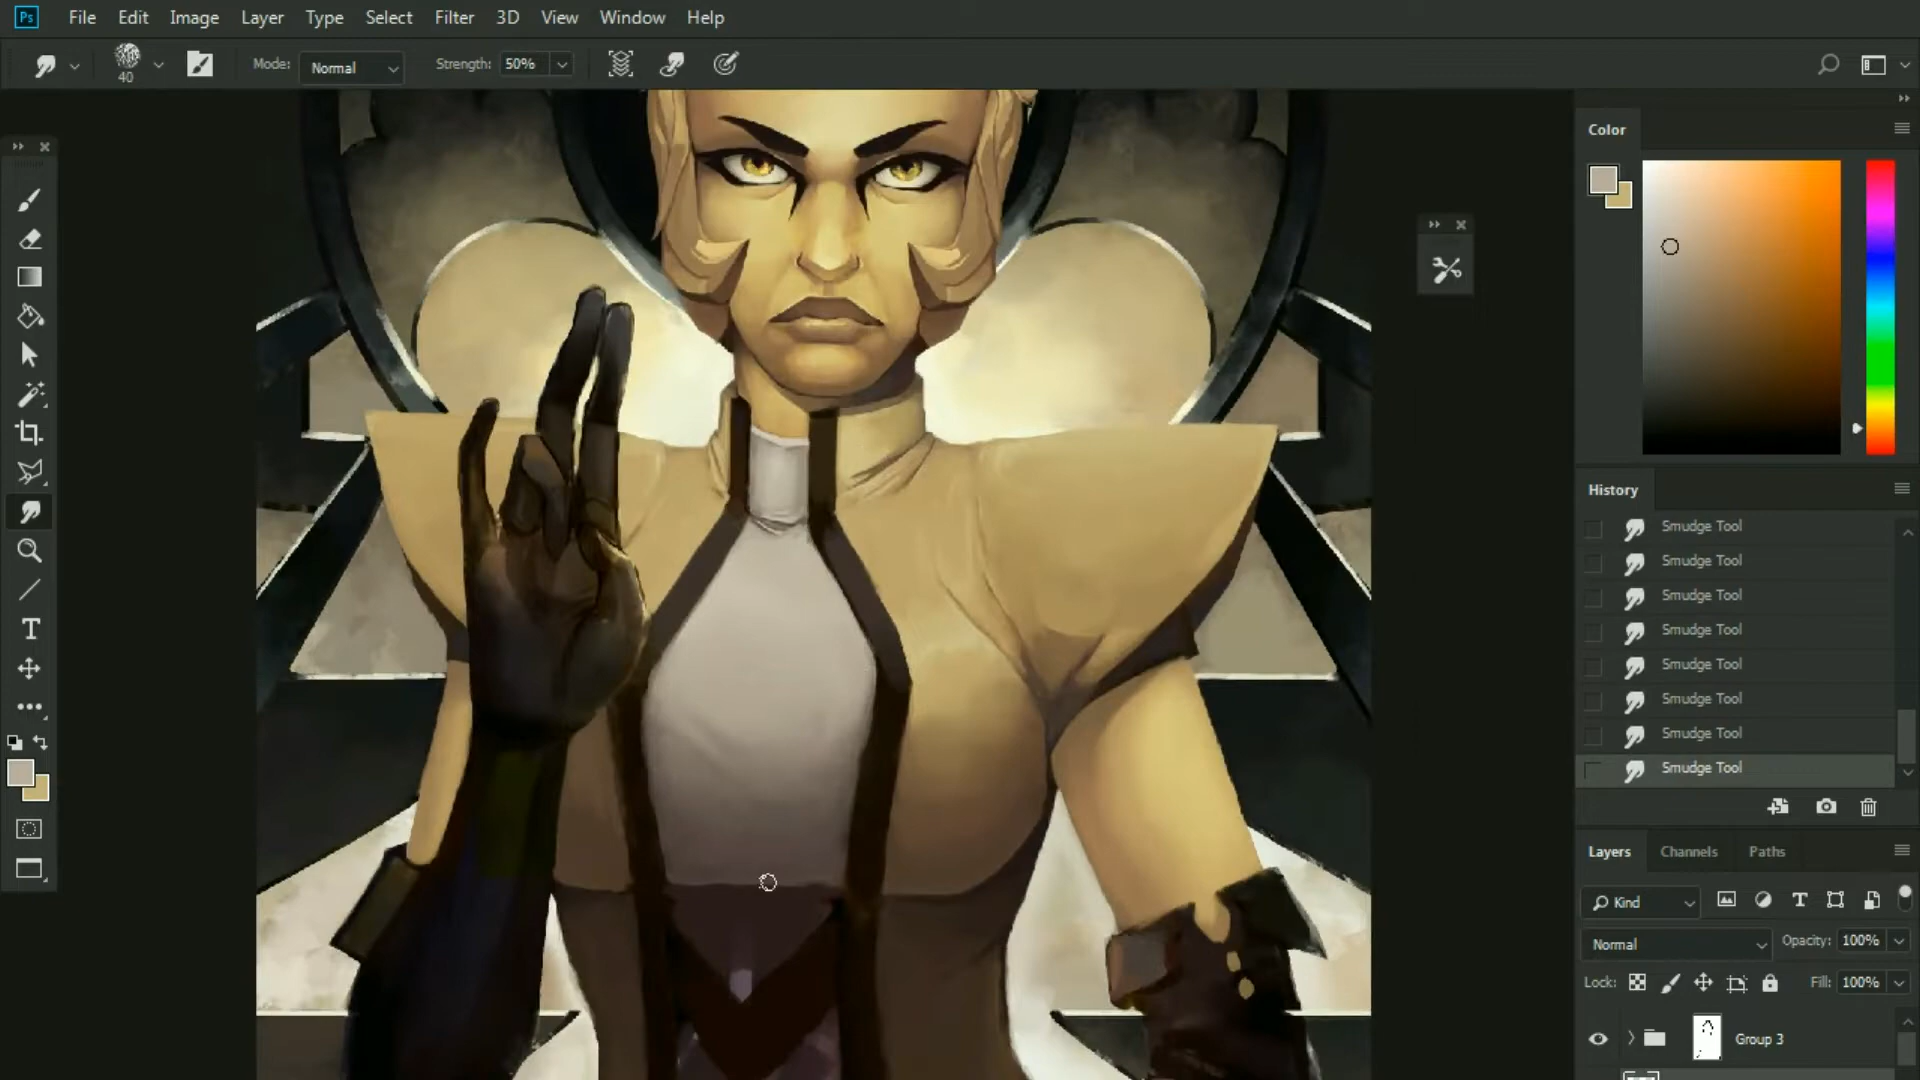 Ps File Edit Image Layer Type Select Filter 3D View Window Help
40 Mode: Normal Strength: 50%
Color
History
Smudge Tool
Smudge Tool
Smudge Tool
Smudge Tool
Smudge Tool
Smudge Tool
Smudge Tool
Smudge Tool
Layers Channels Paths
Kind
Normal Opacity: 100%
Lock: Fill: 100%
Group 3